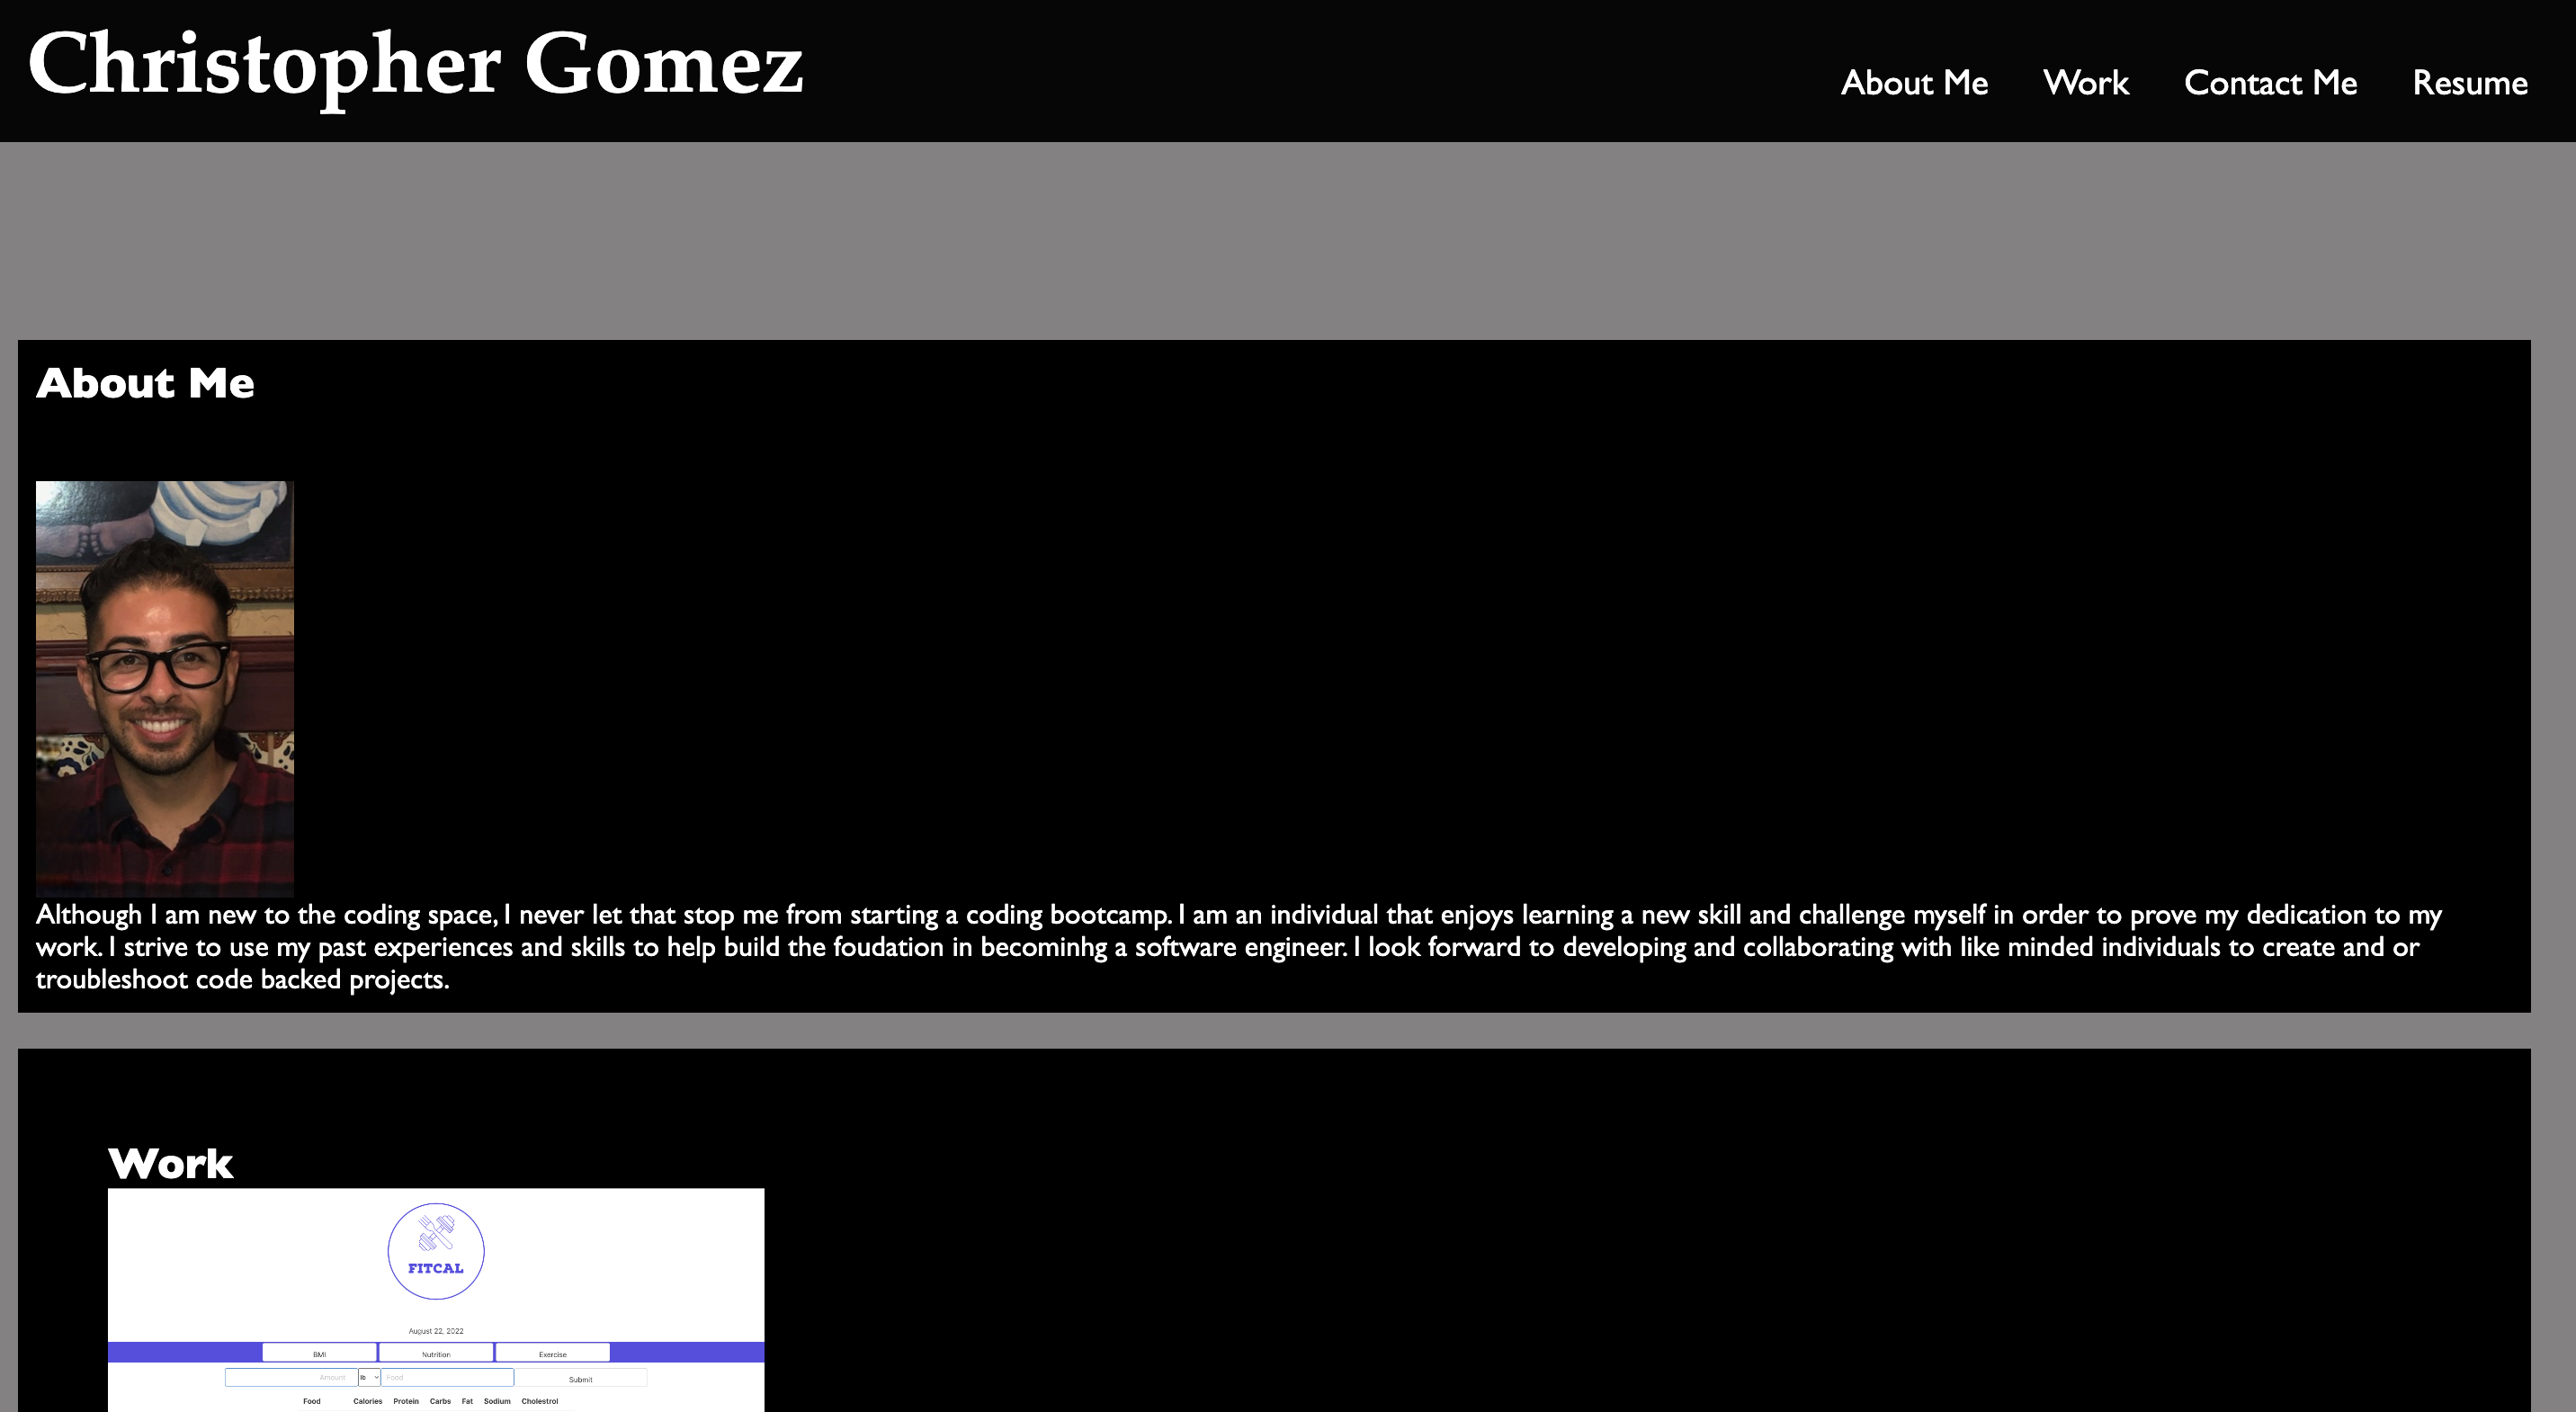 Christopher Gomez
About Me Work Contact Me Resume
About Me
Although I am new to the coding space, I never let that stop me from starting a coding bootcamp. I am an individual that enjoys learning a new skill and challenge myself in order to prove my dedication to my
work. I strive to use my past experiences and skills to help build the foudation in becominhg a software engineer. I look forward to developing and collaborating with like minded individuals to create and or
troubleshoot code backed projects.
Work
FITCAL
August 22, 2022
BMI Nutrition Exercise
Amount lb Food Submit
Food Calories Protein Carbs Fat Sodium Cholestrol